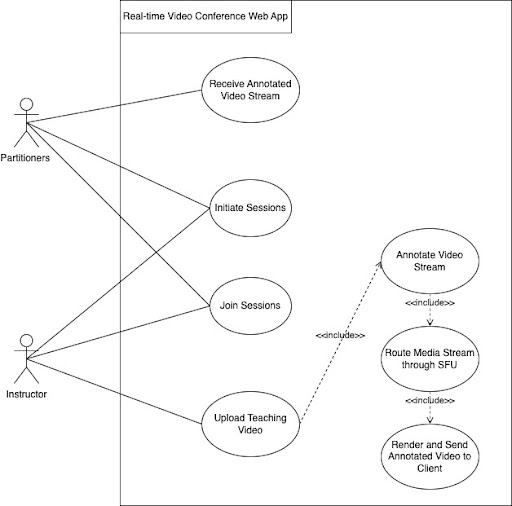 Real-time Video Conference Web App
Receive Annotated
Video Stream
Partitioners
Initiate Sessions
Annotate Video
Stream
<<include>>
Join Sessions
<<include>>
Route Media Stream
through SFU
Instructor
<<include>>
Upload Teaching
Video
Render and Send
Annotated Video to
Client